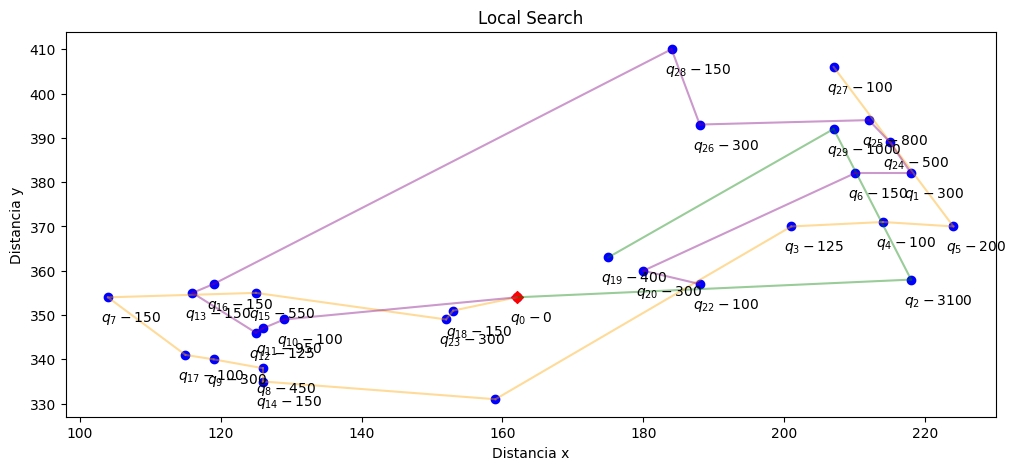 Local Search
410
400
390
380
370
360
350
340
330
Distancia y
q28 − 150
q27 − 100
q26 − 300
q25 − 800
q29 − 1000
q24 − 500
q6 − 150
q1 − 300
q3 − 125
q4 − 100
q5 − 200
q19 − 400
q20 − 300
q22 − 100
q2 − 3100
q7 − 150
q16 − 150
q13 − 150
q15 − 550
q0 − 0
q18 − 150
q23 − 300
q10 − 100
q11 − 950
q12 − 125
q17 − 100
q9 − 300
q8 − 450
q14 − 150
100
120
140
160
180
200
220
Distancia x